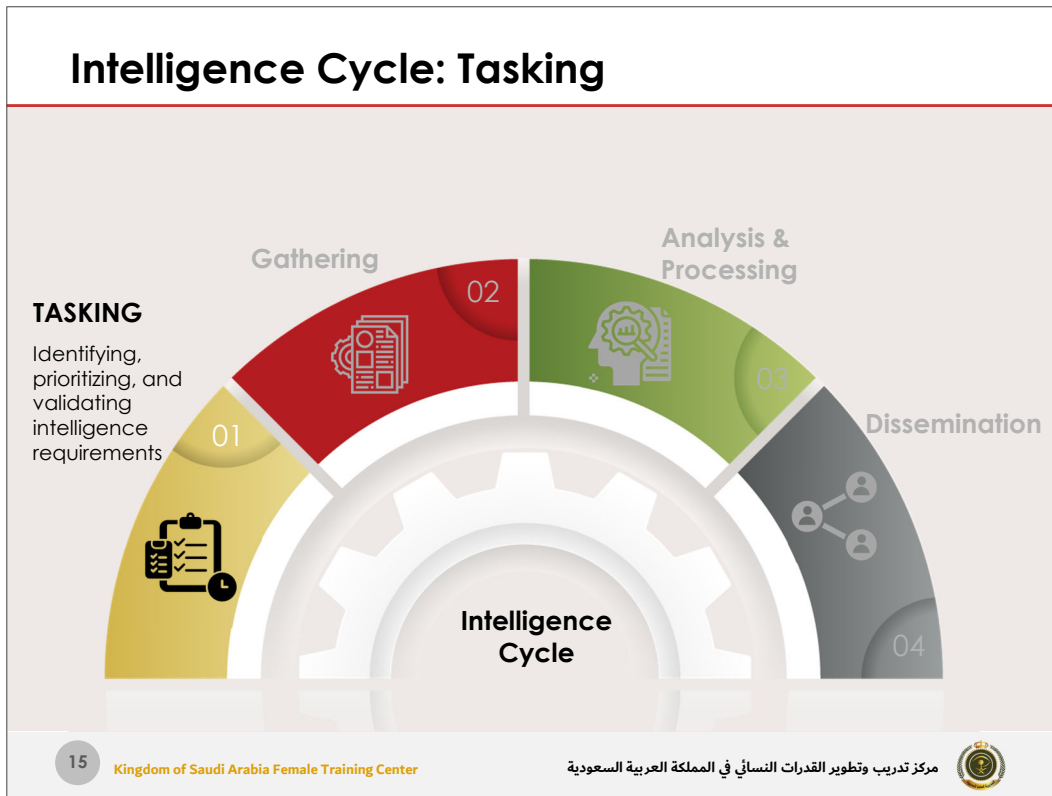 Intelligence Cycle: Tasking
Gathering
Analysis &
Processing
TASKING
Identifying,
prioritizing, and
validating
intelligence
requirements
01
02
03
Dissemination
04
Intelligence
Cycle
15
Kingdom of Saudi Arabia Female Training Center
مركز تدريب وتطوير القدرات النسائي في المملكة العربية السعودية